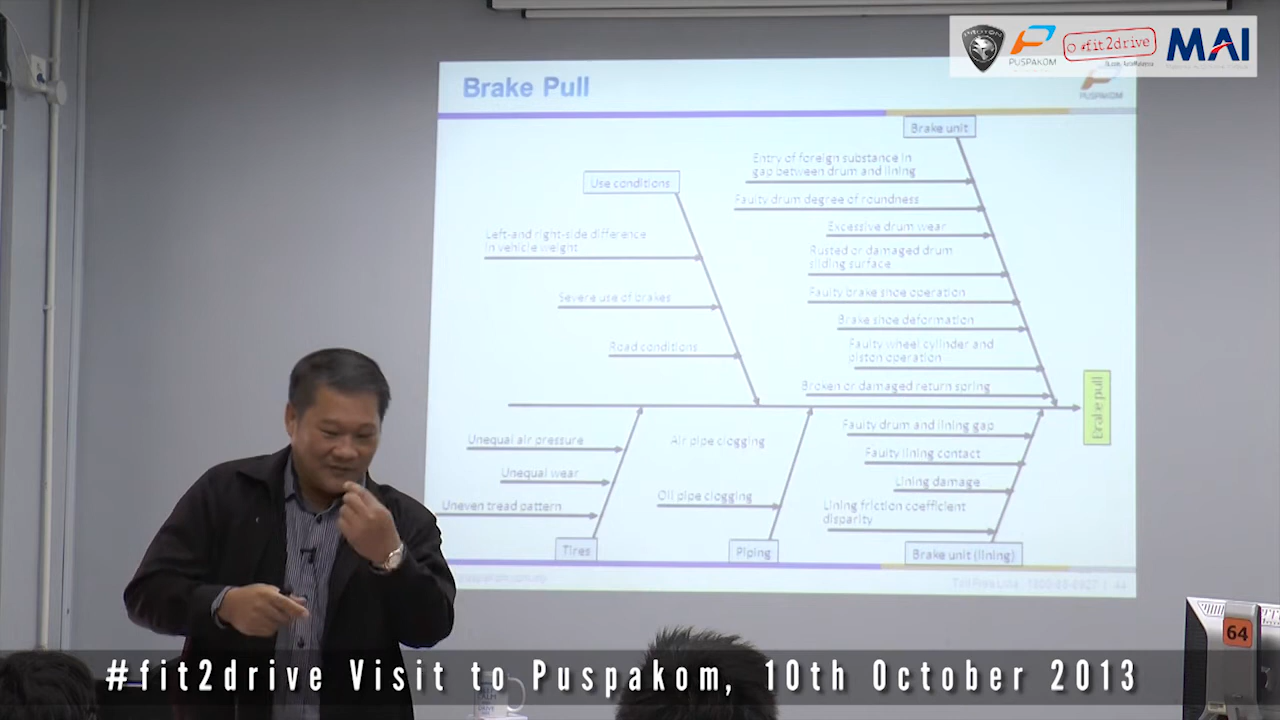 PROTON
PUSPAKOM
#fit2drive
MAI
Brake Pull
PUSPAKOM
Brake unit
Entry of foreign substance in
gap between drum and lining
Use conditions
Faulty drum degree of roundness
Excessive drum wear
Left-and right-side difference
in vehicle weight
Rusted or damaged drum
sliding surface
Severe use of brakes
Faulty brake shoe operation
Brake shoe deformation
Road conditions
Faulty wheel cylinder and
piston operation
Broken or damaged return spring
Brake pull
Unequal air pressure
Air pipe clogging
Faulty drum and lining gap
Unequal wear
Faulty lining contact
Lining damage
Uneven tread pattern
Oil pipe clogging
Lining friction coefficient
disparity
Tires
Piping
Brake unit (lining)
64
#fit2drive Visit to Puspakom, 10th October 2013